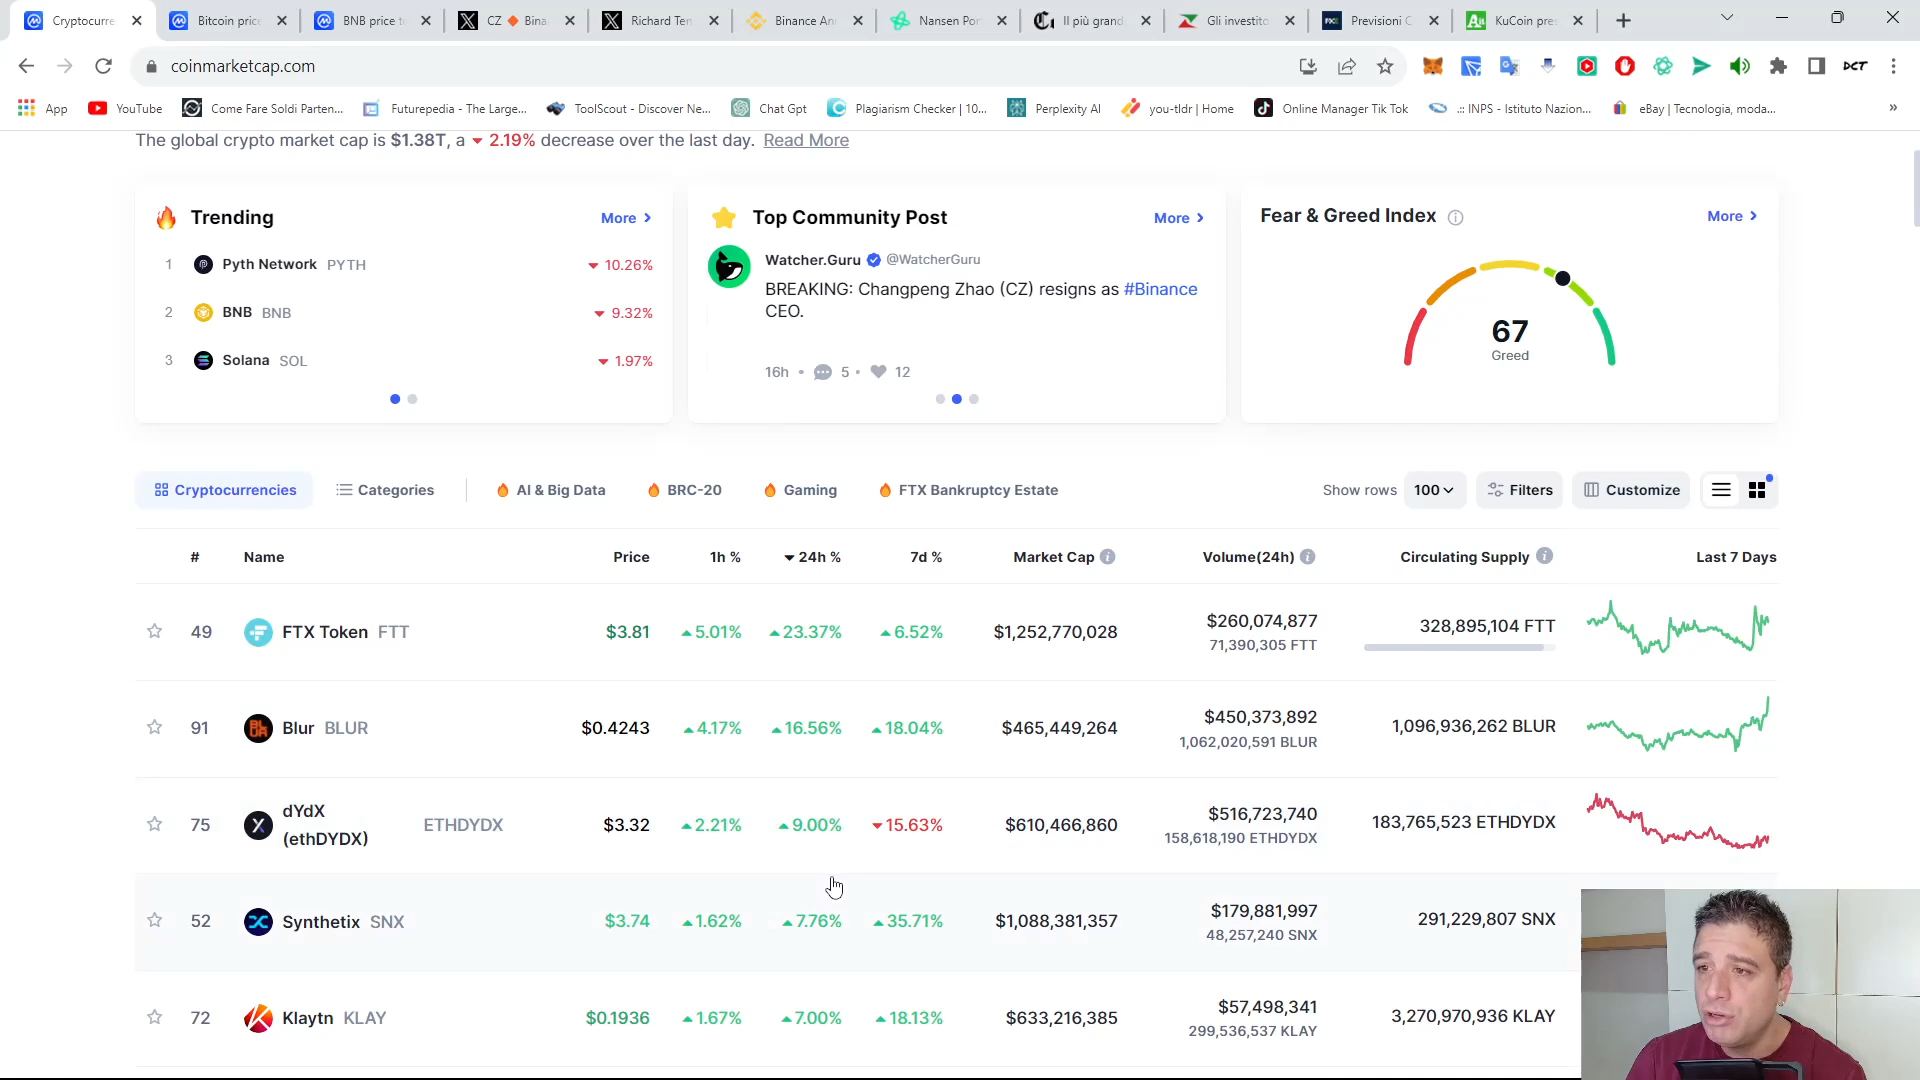 Cryptocurre
Bitcoin price
BNB price to
CZ 🔶 Bina
Richard Ten
Binance An
Nansen Por
Il più grand
Gli investito
Previsioni C
KuCoin pre
coinmarketcap.com
App
YouTube
Come Fare Soldi Parten...
Futurepedia - The Large...
ToolScout - Discover Ne...
Chat Gpt
Plagiarism Checker | 10...
Perplexity AI
you-tldr | Home
Online Manager Tik Tok
.:: INPS - Istituto Nazion...
eBay | Tecnologia, moda...
»
The global crypto market cap is $1.38T, a ▼ 2.19% decrease over the last day. Read More
Trending More >
1 Pyth Network PYTH ▼ 10.26%
2 BNB BNB ▼ 9.32%
3 Solana SOL ▼ 1.97%
Top Community Post More >
Watcher.Guru @WatcherGuru
BREAKING: Changpeng Zhao (CZ) resigns as #Binance
CEO.
16h • 5 • 12
Fear & Greed Index More >
67
Greed
Cryptocurrencies Categories AI & Big Data BRC-20 Gaming FTX Bankruptcy Estate Show rows 100 Filters Customize
# Name Price 1h % ▼ 24h % 7d % Market Cap Volume(24h) Circulating Supply Last 7 Days
49 FTX Token FTT $3.81 ▲ 5.01% ▲ 23.37% ▲ 6.52% $1,252,770,028 $260,074,877 328,895,104 FTT
71,390,305 FTT
91 Blur BLUR $0.4243 ▲ 4.17% ▲ 16.56% ▲ 18.04% $465,449,264 $450,373,892 1,096,936,262 BLUR
1,062,020,591 BLUR
75 dYdX
(ethDYDX) ETHDYDX $3.32 ▲ 2.21% ▲ 9.00% ▼ 15.63% $610,466,860 $516,723,740 183,765,523 ETHDYDX
158,618,190 ETHDYDX
52 Synthetix SNX $3.74 ▲ 1.62% ▲ 7.76% ▲ 35.71% $1,088,381,357 $179,881,997 291,229,807 SNX
48,257,240 SNX
72 Klaytn KLAY $0.1936 ▲ 1.67% ▲ 7.00% ▲ 18.13% $633,216,385 $57,498,341 3,270,970,936 KLAY
299,536,537 KLAY